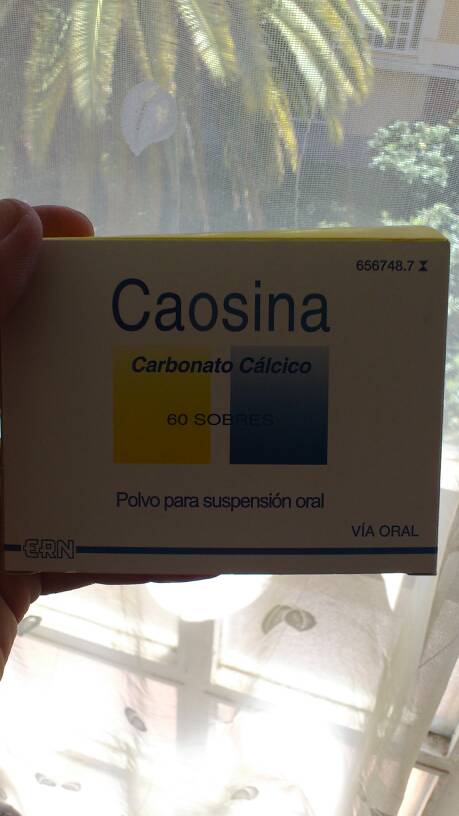 656748.7
Caosina
Carbonato Cálcico
60 SOBRES
Polvo para suspensión oral
VÍA ORAL
ERN